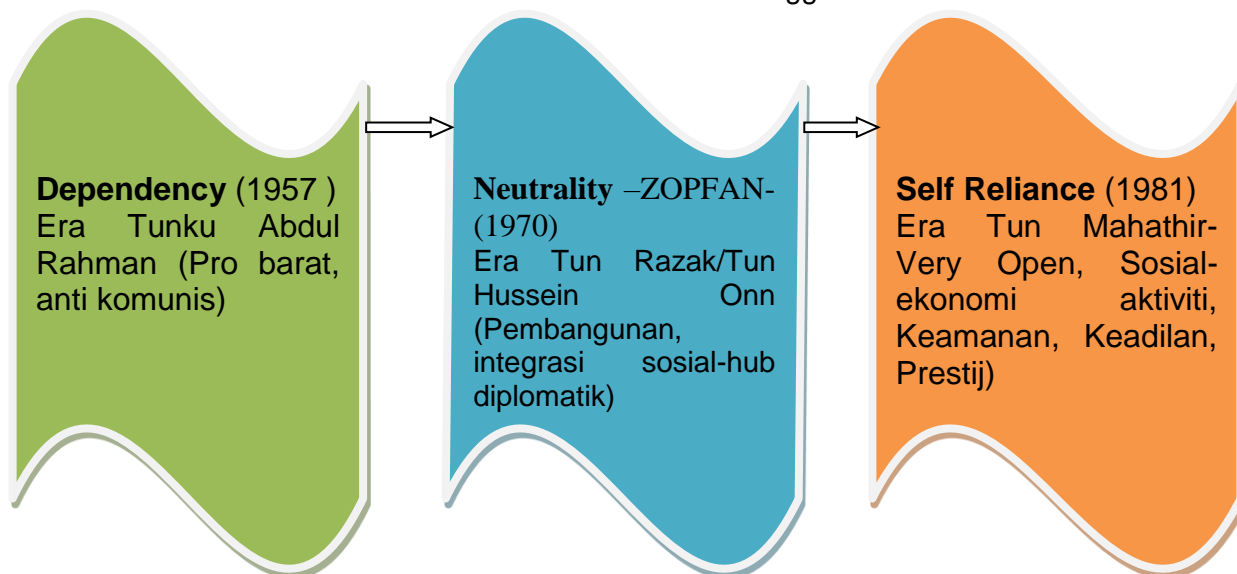 Dependency (1957 )
Era Tunku Abdul
Rahman (Pro barat,
anti komunis)
Neutrality –ZOPFAN-
(1970)
Era Tun Razak/Tun
Hussein Onn
(Pembangunan,
integrasi sosial-hub
diplomatik)
Self Reliance (1981)
Era Tun Mahathir-
Very Open, Sosial-
ekonomi aktiviti,
Keamanan, Keadilan,
Prestij)